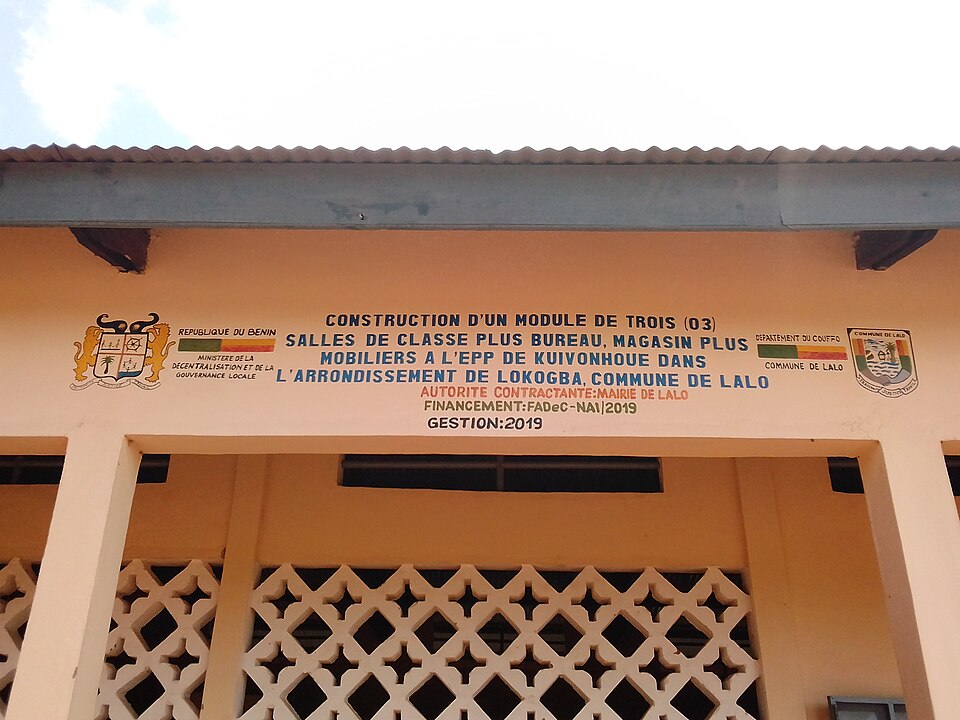 REPUBLIQUE DU BENIN
MINISTERE DE LA
DECENTRALISATION ET DE LA
GOUVERNANCE LOCALE
CONSTRUCTION D'UN MODULE DE TROIS (03)
SALLES DE CLASSE PLUS BUREAU, MAGASIN PLUS
MOBILIERS A L'EPP DE KUIVONHOUE DANS
L'ARRONDISSEMENT DE LOKOGBA, COMMUNE DE LALO
AUTORITE CONTRACTANTE:MAIRIE DE LALO
FINANCEMENT:FADeC-NAI|2019
GESTION:2019
DEPARTEMENT DU COUFFO
COMMUNE DE LALO
COMMUNE DE LALO